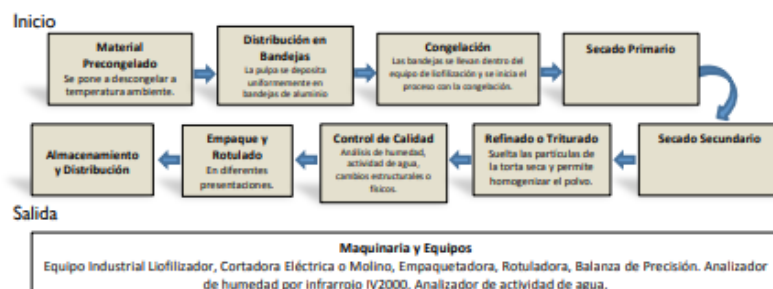 Inicio
Material
Precongelado
Se pone a descongelar a
temperatura ambiente.
Distribución en
Bandejas
La pulpa se deposita
uniformemente en
bandejas de aluminio
Congelación
Las bandejas se llevan dentro del
equipo de liofilización y se inicia el
proceso con la congelación.
Secado Primario
Secado Secundario
Refinado o Triturado
Suelta las partículas de
la torta seca y permite
homogenizar el polvo.
Control de Calidad
Análisis de humedad,
actividad de agua,
cambios estructurales o
físicos.
Empaque y
Rotulado
En diferentes
presentaciones.
Almacenamiento
y Distribución
Salida
Maquinaria y Equipos
Equipo Industrial Liofilizador, Cortadora Eléctrica o Molino, Empaquetadora, Rotuladora, Balanza de Precisión. Analizador
de humedad por infrarrojo IV2000. Analizador de actividad de agua.